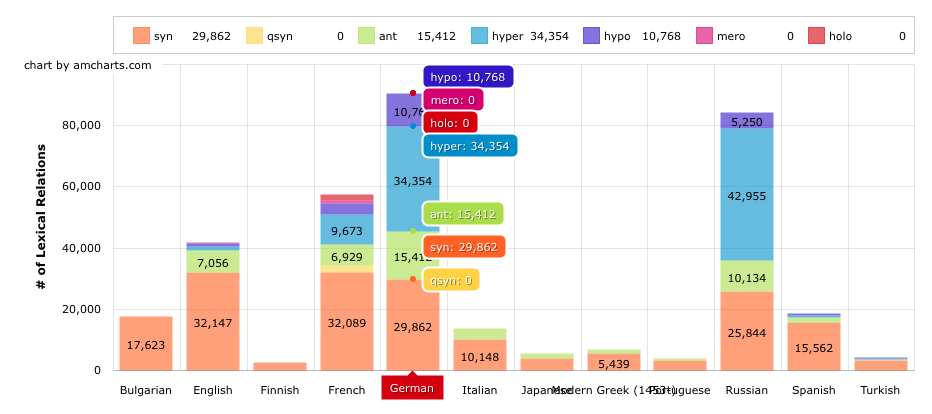 syn 29,862 qsyn 0 ant 15,412 hyper 34,354 hypo 10,768 mero 0 holo 0
chart by amcharts.com
# of Lexical Relations
80,000
60,000
40,000
20,000
0
17,623
7,056
32,147
9,673
6,929
32,089
34,354
15,412
29,862
hypo: 10,768
mero: 0
holo: 0
hyper: 34,354
ant: 15,412
syn: 29,862
qsyn: 0
10,148
5,439
5,250
42,955
10,134
25,844
15,562
Bulgarian English Finnish French German Italian Japanese Modern Greek (1453-) Portuguese Russian Spanish Turkish